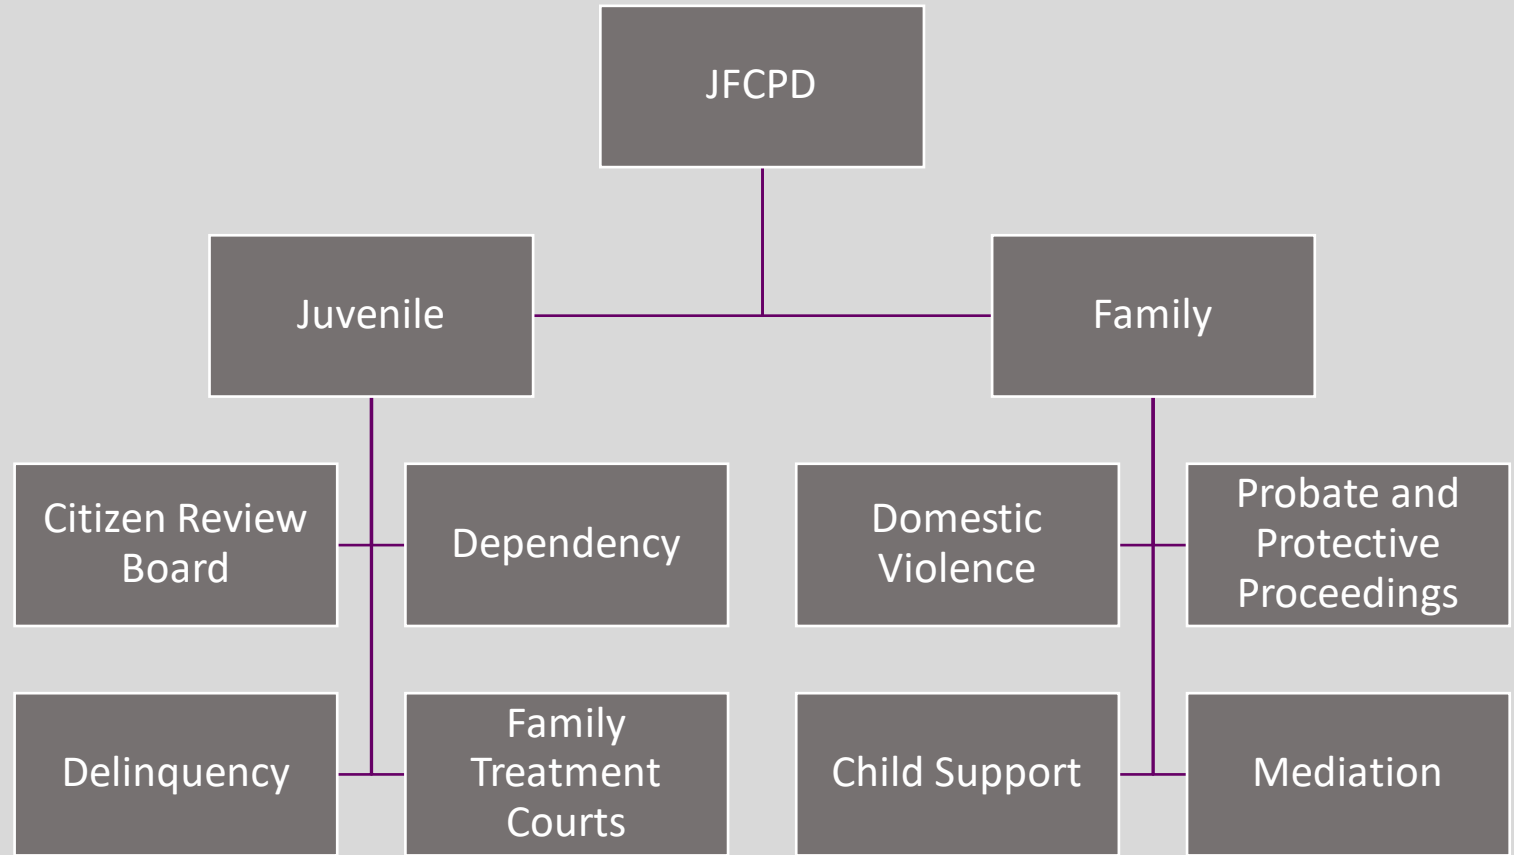 JFCPD
Juvenile
Family
Citizen Review
Board
Dependency
Domestic
Violence
Probate and
Protective
Proceedings
Delinquency
Family
Treatment
Courts
Child Support
Mediation